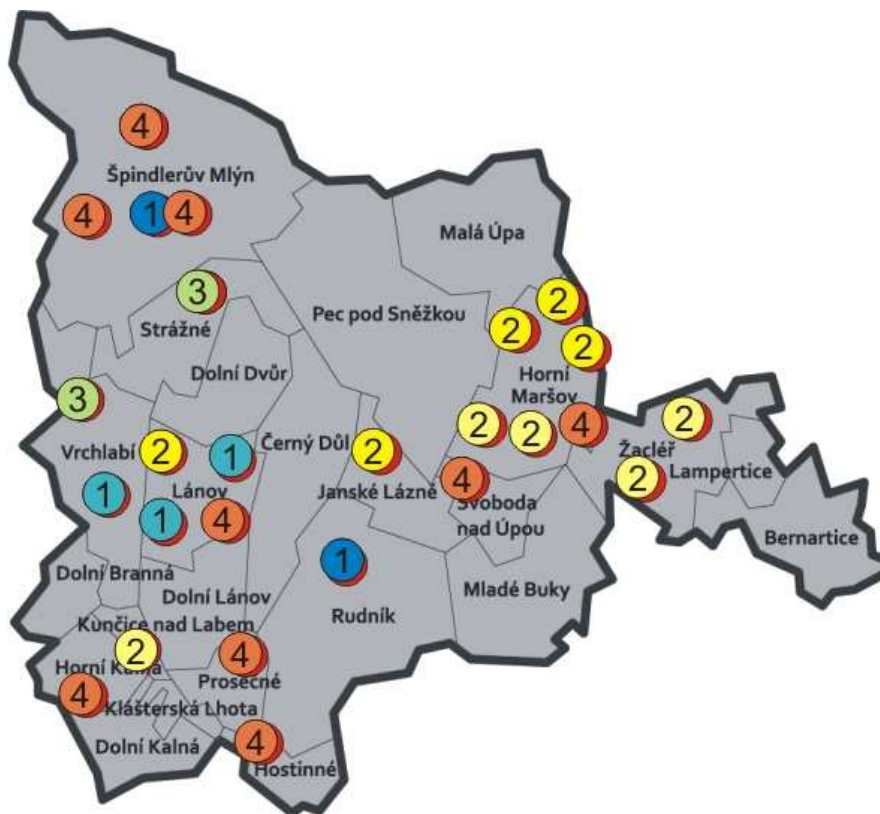 4
Špindlerův Mlýn
4 1 4
Malá Úpa
3
2
Pec pod Sněžkou
2
Strážné
2
Dolní Dvůr
Horní
Maršov
3
2 2 4 2
Vrchlabí
2 1
Černý Důl
2
Žacléř
Lampertice
1
Lánov
Janské Lázně
4
2
Svoboda
nad Úpou
1 4
Bernartice
Dolní Branná
1
Mladé Buky
Dolní Lánov
Rudník
Kunčice nad Labem
2
4
Horní Kalná
Prosečné
4
Klášterská Lhota
Dolní Kalná
4
Hostinné